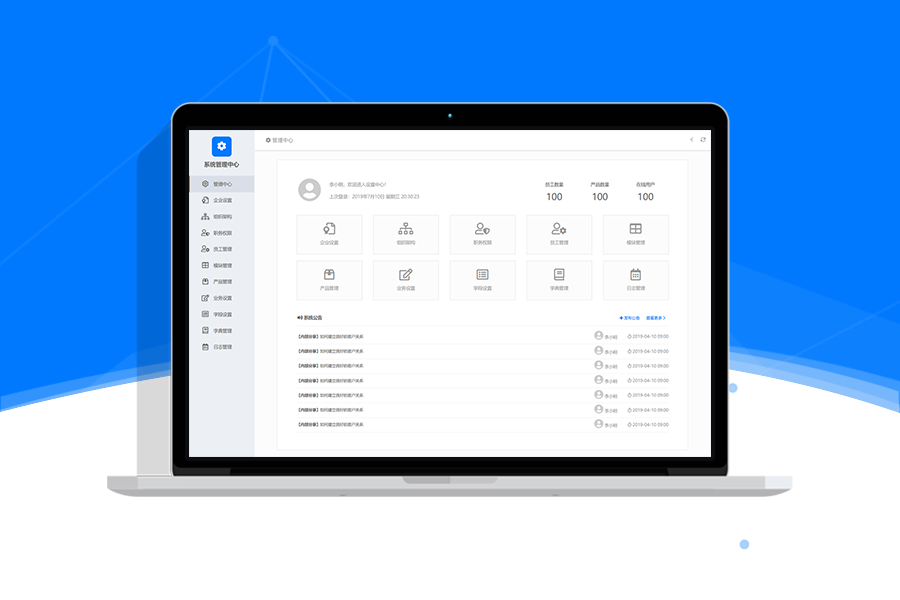 系统管理中心
管理中心
企业设置
组织架构
职务权限
员工管理
模块管理
产品管理
业务设置
字段设置
字典管理
日志管理
管理中心
李小明，欢迎进入设置中心！
上次登录：2019年7月10日 星期三 20:30:23
员工数量 产品数量 在线用户
100 100 100
企业设置 组织架构 职务权限 员工管理 模块管理
产品管理 业务设置 字段设置 字典管理 日志管理
系统公告 发布公告 查看更多
【内部分享】如何建立良好的客户关系 李小明 2019-04-10 09:00
【内部分享】如何建立良好的客户关系 李小明 2019-04-10 09:00
【内部分享】如何建立良好的客户关系 李小明 2019-04-10 09:00
【内部分享】如何建立良好的客户关系 李小明 2019-04-10 09:00
【内部分享】如何建立良好的客户关系 李小明 2019-04-10 09:00
【内部分享】如何建立良好的客户关系 李小明 2019-04-10 09:00
【内部分享】如何建立良好的客户关系 李小明 2019-04-10 09:00